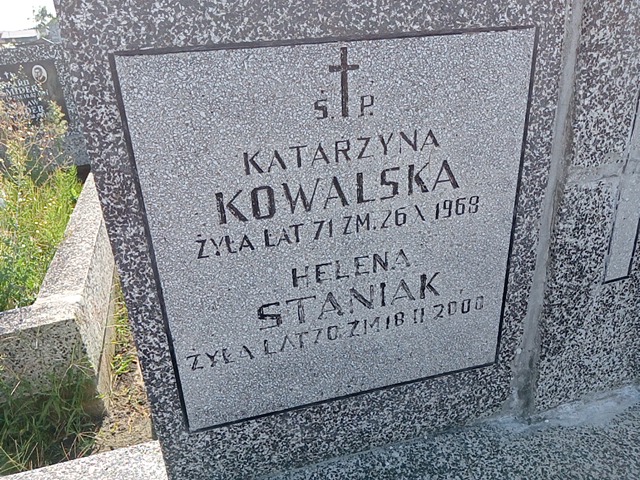 Ś. P.
KATARZYNA
KOWALSKA
ŻYŁA LAT 71 ZM. 26 \ 1968
HELENA
STANIAK
ŻYŁA LAT 70 ZM 18 II 2000